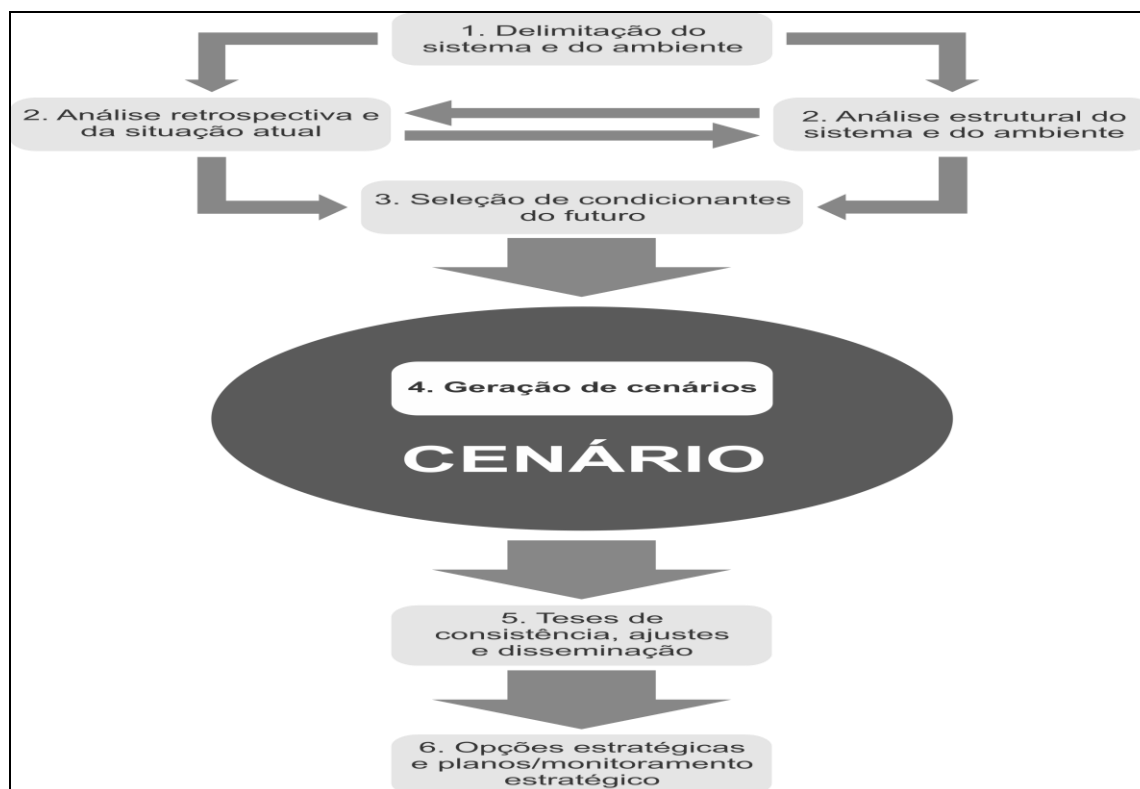 1. Delimitação do
sistema e do ambiente
2. Análise retrospectiva e
da situação atual
2. Análise estrutural do
sistema e do ambiente
3. Seleção de condicionantes
do futuro
4. Geração de cenários
CENÁRIO
5. Teses de
consistência, ajustes
e disseminação
6. Opções estratégicas
e planos/monitoramento
estratégico